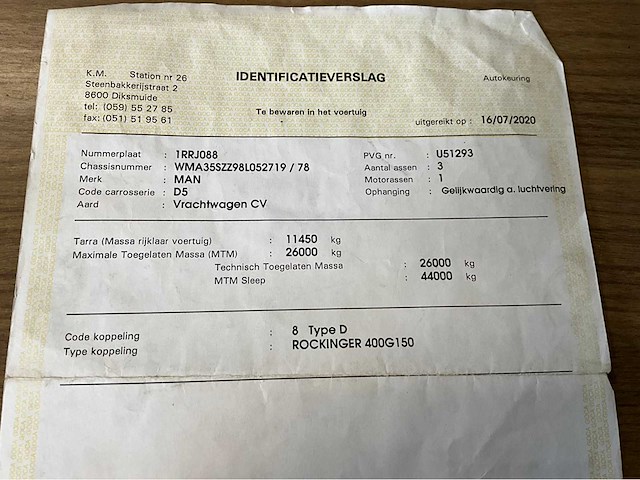 K.M. Station nr 26
Steenbakkerijstraat 2
8600 Diksmuide
tel: (059) 55 27 85
fax: (051) 51 95 61
IDENTIFICATIEVERSLAG
Te bewaren in het voertuig
Autokeuring
uitgereikt op : 16/07/2020
Nummerplaat : 1RRJ088
Chassisnummer : WMA35SZZ98L052719 / 78
Merk : MAN
Code carrosserie : D5
Aard : Vrachtwagen CV
PVG nr. : U51293
Aantal assen : 3
Motorassen : 1
Ophanging : Gelijkwaardig a. luchtvering
Tarra (Massa rijklaar voertuig) : 11450 kg
Maximale Toegelaten Massa (MTM) : 26000 kg
Technisch Toegelaten Massa : 26000 kg
MTM Sleep : 44000 kg
Code koppeling : 8 Type D
Type koppeling : ROCKINGER 400G150